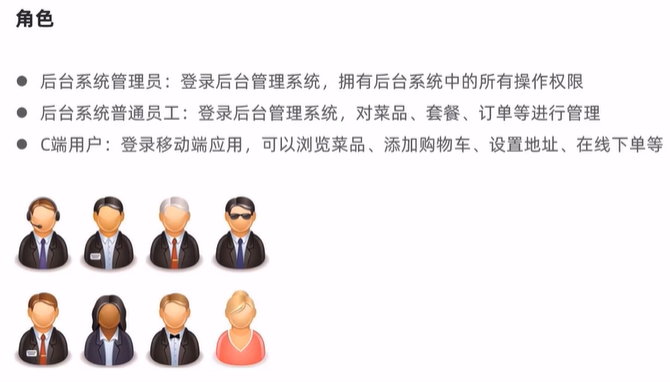 角色
● 后台系统管理员：登录后台管理系统，拥有后台系统中的所有操作权限
● 后台系统普通员工：登录后台管理系统，对菜品、套餐、订单等进行管理
● C端用户：登录移动端应用，可以浏览菜品、添加购物车、设置地址、在线下单等